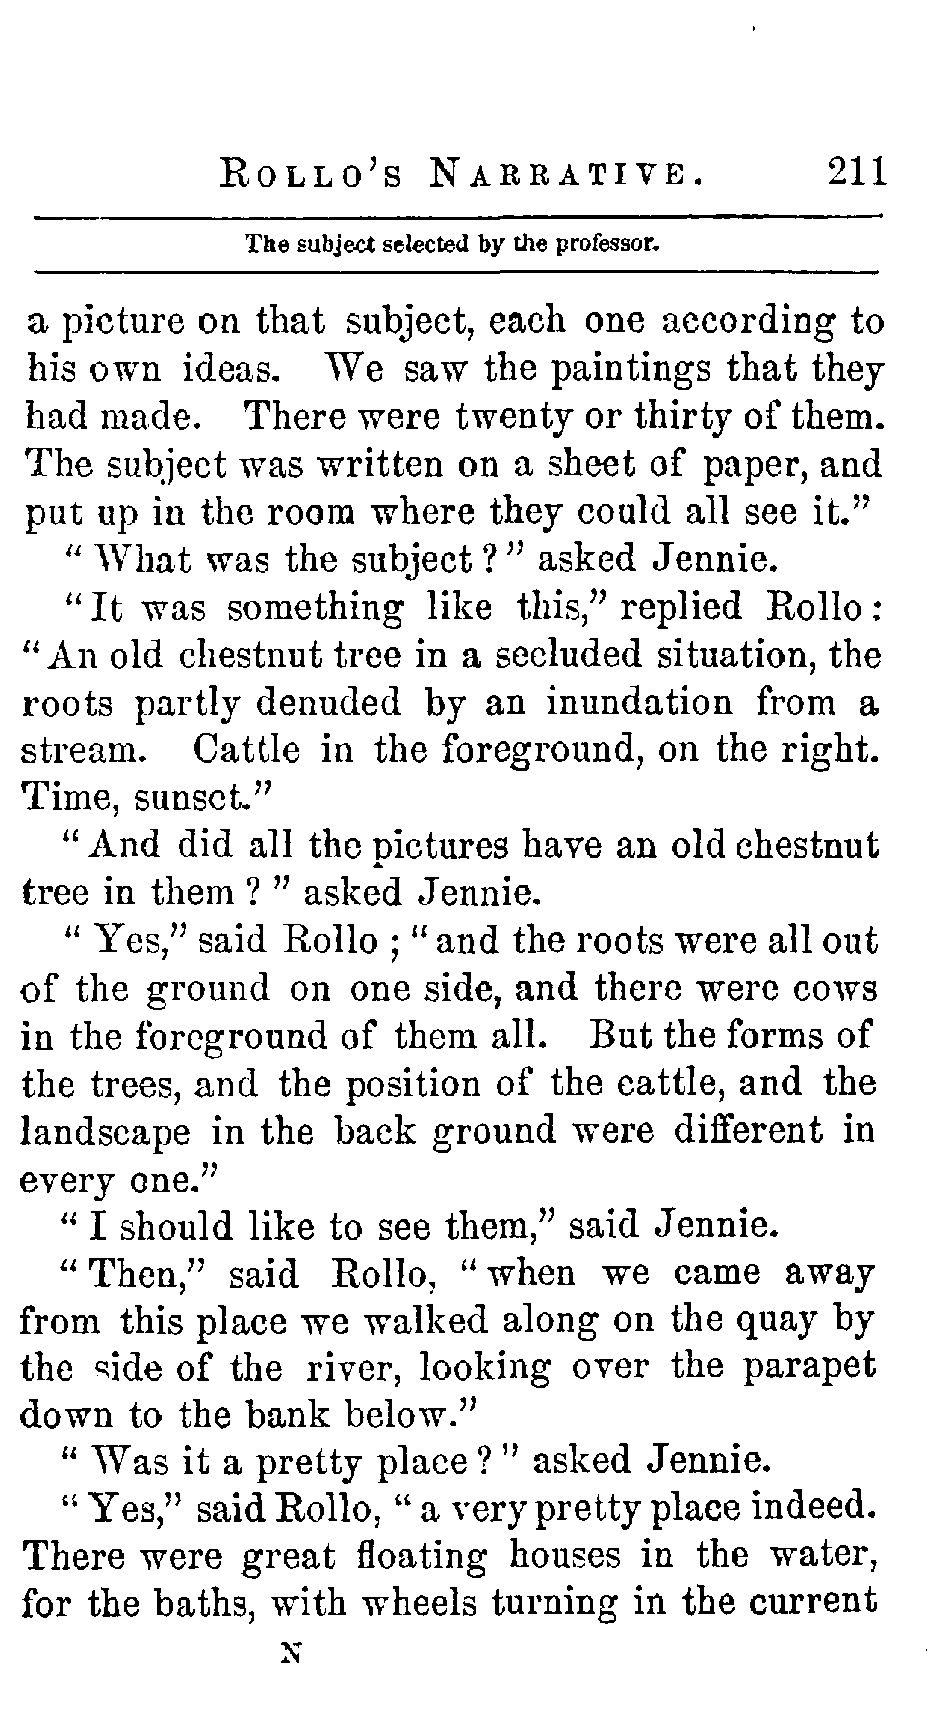 ROLLO'S NARRATIVE. 211
The subject selected by the professor.
a picture on that subject, each one according to
his own ideas. We saw the paintings that they
had made. There were twenty or thirty of them.
The subject was written on a sheet of paper, and
put up in the room where they could all see it."
"What was the subject?" asked Jennie.
"It was something like this," replied Rollo:
"An old chestnut tree in a secluded situation, the
roots partly denuded by an inundation from a
stream. Cattle in the foreground, on the right.
Time, sunset."
"And did all the pictures have an old chestnut
tree in them?" asked Jennie.
"Yes," said Rollo; "and the roots were all out
of the ground on one side, and there were cows
in the foreground of them all. But the forms of
the trees, and the position of the cattle, and the
landscape in the back ground were different in
every one."
"I should like to see them," said Jennie.
"Then," said Rollo, "when we came away
from this place we walked along on the quay by
the side of the river, looking over the parapet
down to the bank below."
"Was it a pretty place?" asked Jennie.
"Yes," said Rollo, "a very pretty place indeed.
There were great floating houses in the water,
for the baths, with wheels turning in the current
N